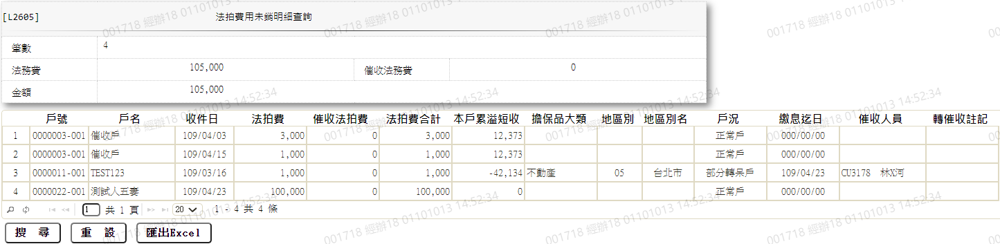 [L2605] 法拍費用未銷明細查詢
筆數 4
法務費 105,000 催收法務費 0
金額 105,000
戶號 戶名 收件日 法拍費 催收法拍費 法拍費合計 本戶累溢短收 擔保品大類 地區別 地區別名 戶況 繳息迄日 催收人員 轉催收註記
1 0000003-001 催收戶 109/04/03 3,000 0 3,000 12,373 正常戶 000/00/00
2 0000003-001 催收戶 109/04/15 1,000 0 1,000 12,373 正常戶 000/00/00
3 0000011-001 TEST123 109/03/16 1,000 0 1,000 -42,134 不動產 05 台北市 部分轉呆戶 109/04/23 CU3178 林X河
4 0000022-001 測試人五妻 109/04/23 100,000 0 100,000 0 正常戶 000/00/00
1 共 1 頁 20 1 - 4 共 4 條
搜 尋 重 設 匯出Excel
001718 經辦18 01101013 14:52:34